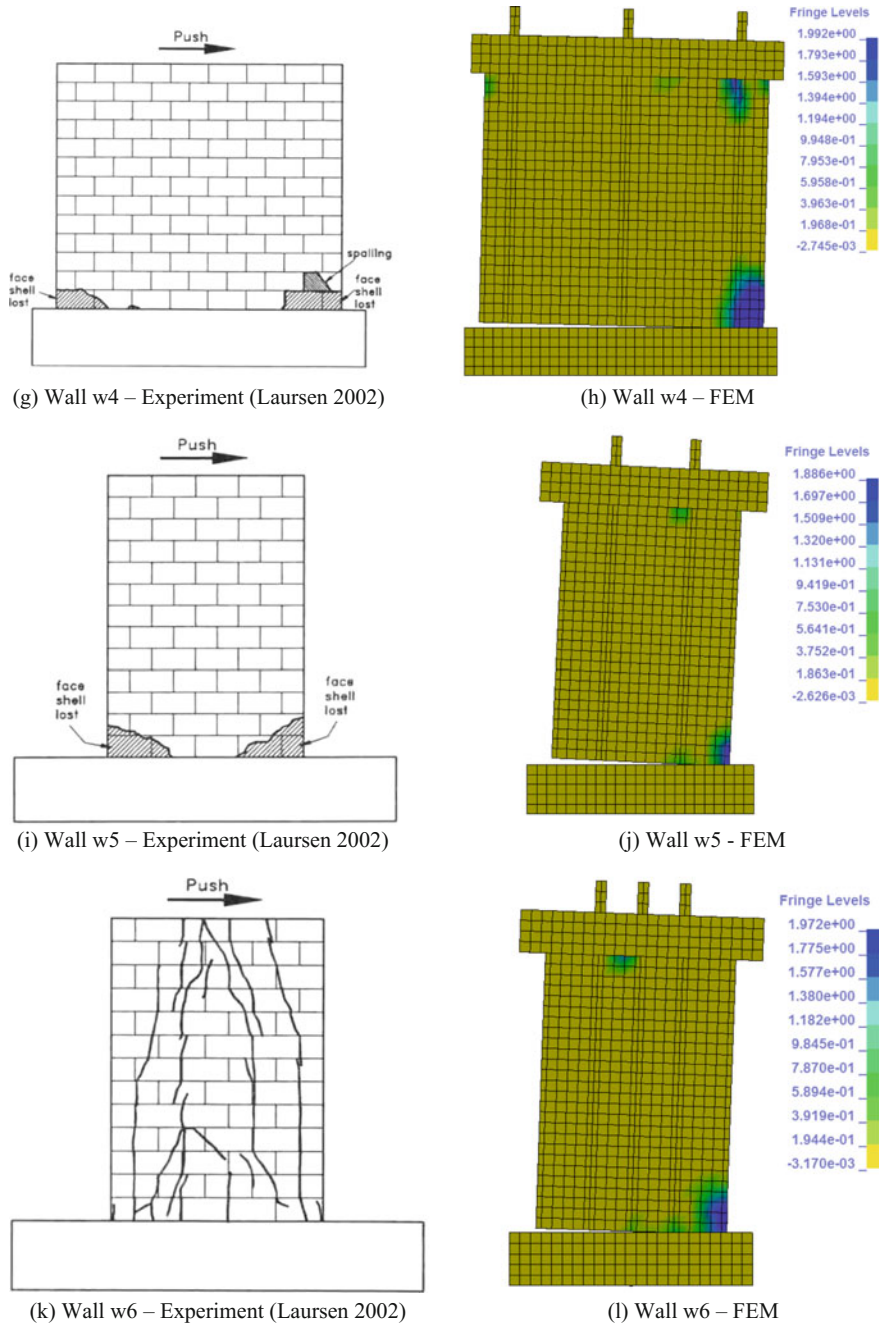 Push
spalling
face
shell
lost
face
shell
lost
(g) Wall w4 – Experiment (Laursen 2002)
Fringe Levels
1.992e+00
1.793e+00
1.593e+00
1.394e+00
1.194e+00
9.948e-01
7.953e-01
5.958e-01
3.963e-01
1.968e-01
-2.745e-03
(h) Wall w4 – FEM
Push
face
shell
lost
face
shell
lost
(i) Wall w5 – Experiment (Laursen 2002)
Fringe Levels
1.886e+00
1.697e+00
1.509e+00
1.320e+00
1.131e+00
9.419e-01
7.530e-01
5.641e-01
3.752e-01
1.863e-01
-2.626e-03
(j) Wall w5 - FEM
Push
(k) Wall w6 – Experiment (Laursen 2002)
Fringe Levels
1.972e+00
1.775e+00
1.577e+00
1.380e+00
1.182e+00
9.845e-01
7.870e-01
5.894e-01
3.919e-01
1.944e-01
-3.170e-03
(l) Wall w6 – FEM